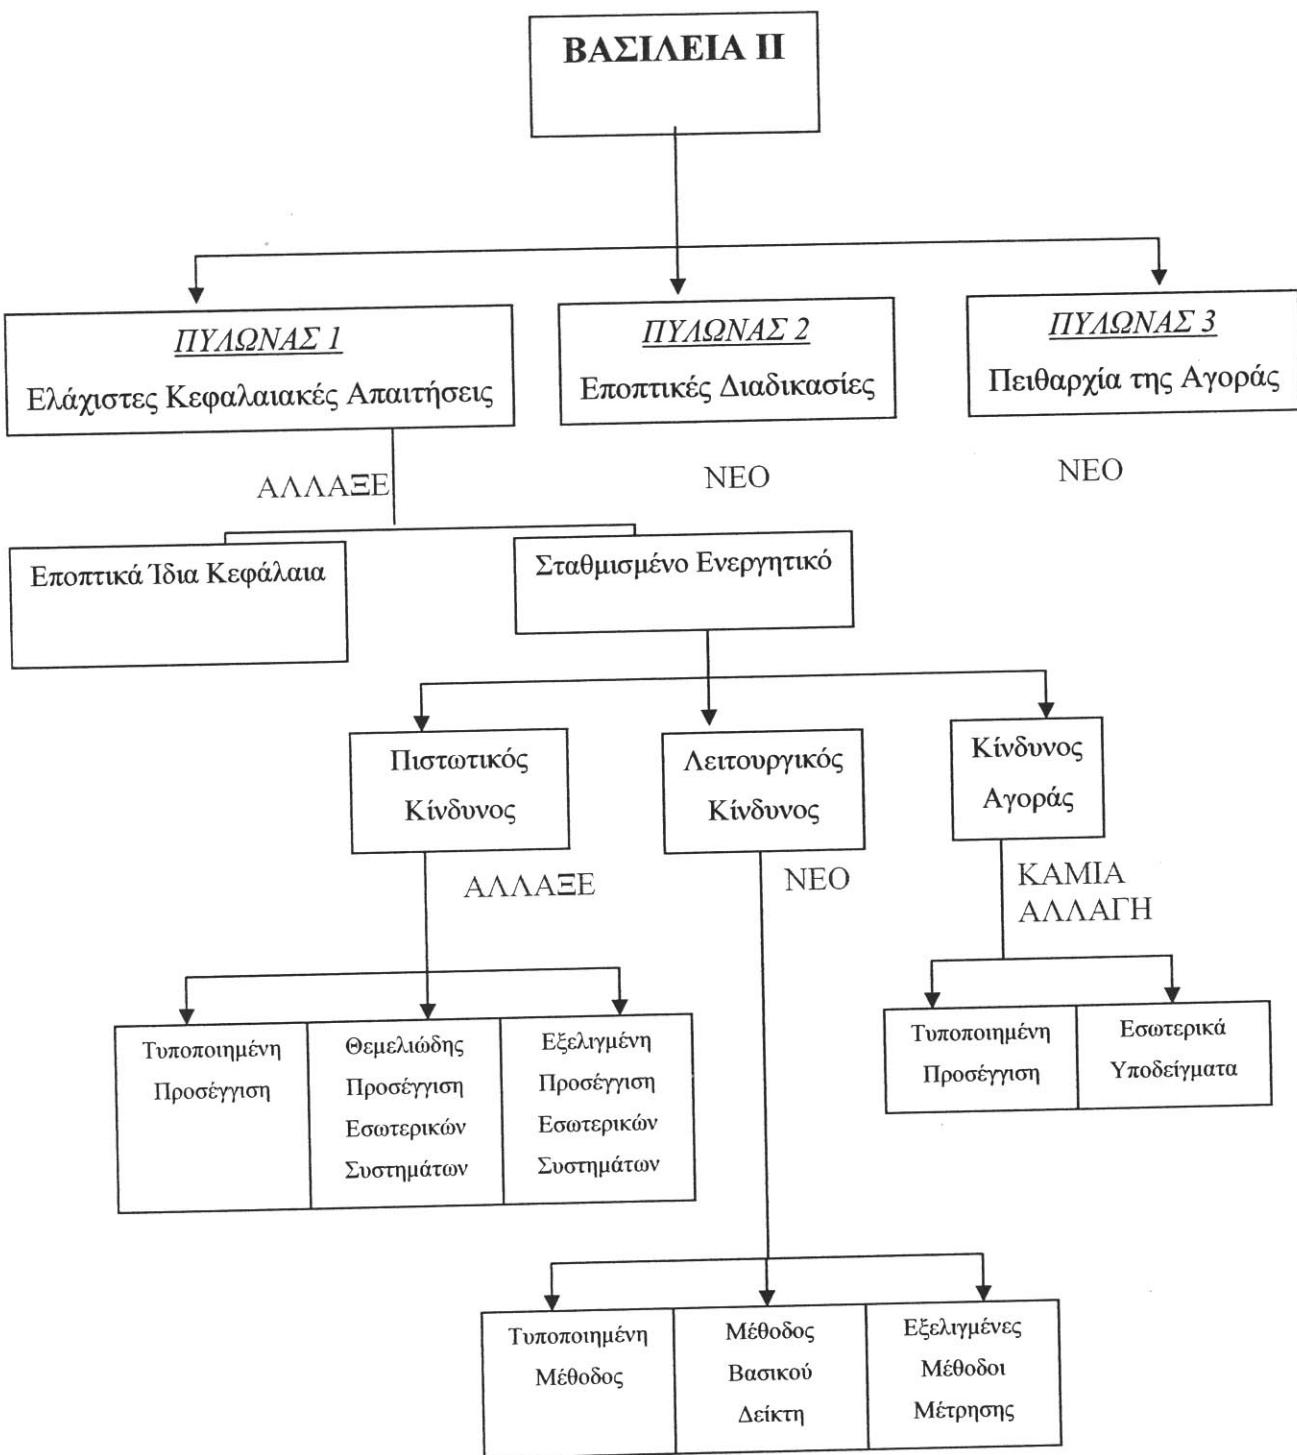 ΒΑΣΙΛΕΙΑ ΙΙ
ΠΥΛΩΝΑΣ 1
Ελάχιστες Κεφαλαιακές Απαιτήσεις
ΠΥΛΩΝΑΣ 2
Εποπτικές Διαδικασίες
ΠΥΛΩΝΑΣ 3
Πειθαρχία της Αγοράς
ΑΛΛΑΞΕ
ΝΕΟ
ΝΕΟ
Εποπτικά Ίδια Κεφάλαια
Σταθμισμένο Ενεργητικό
Πιστωτικός
Κίνδυνος
Λειτουργικός
Κίνδυνος
Κίνδυνος
Αγοράς
ΑΛΛΑΞΕ
ΝΕΟ
ΚΑΜΙΑ
ΑΛΛΑΓΗ
Τυποποιημένη
Προσέγγιση
Θεμελιώδης
Προσέγγιση
Εσωτερικών
Συστημάτων
Εξελιγμένη
Προσέγγιση
Εσωτερικών
Συστημάτων
Τυποποιημένη
Προσέγγιση
Εσωτερικά
Υποδείγματα
Τυποποιημένη
Μέθοδος
Μέθοδος
Βασικού
Δείκτη
Εξελιγμένες
Μέθοδοι
Μέτρησης